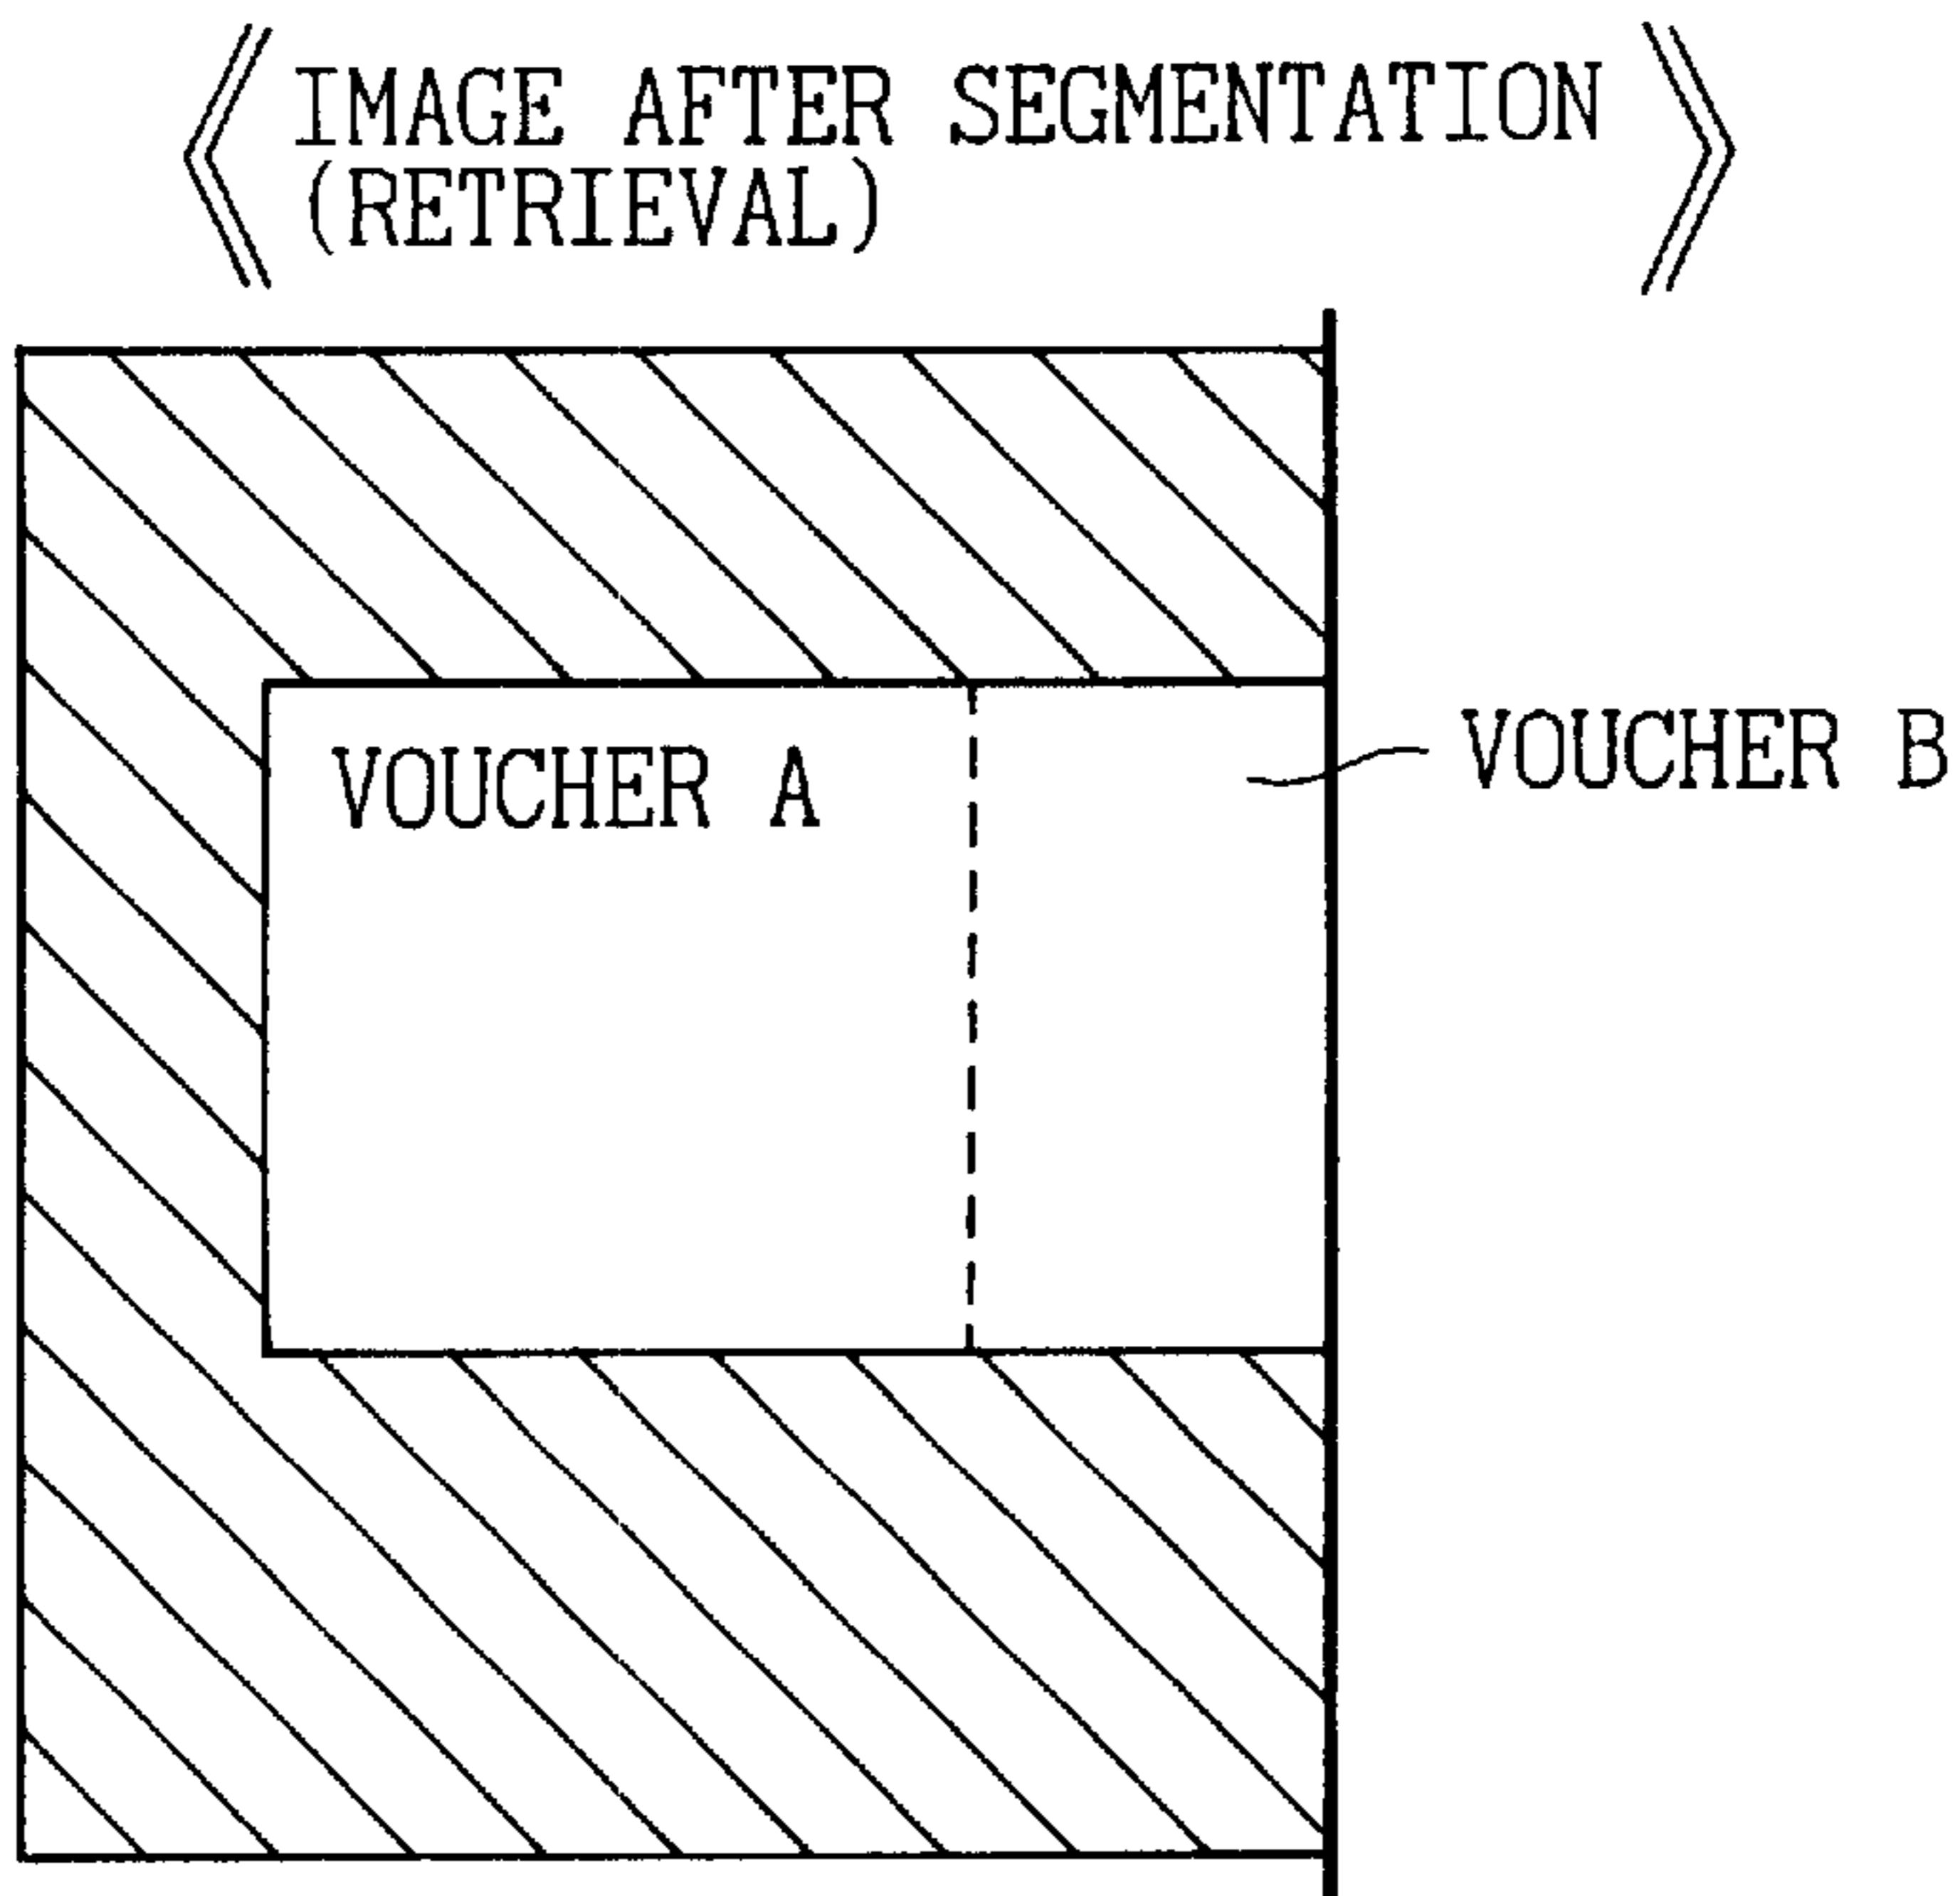 《IMAGE AFTER SEGMENTATION》
(RETRIEVAL)
VOUCHER A
VOUCHER B